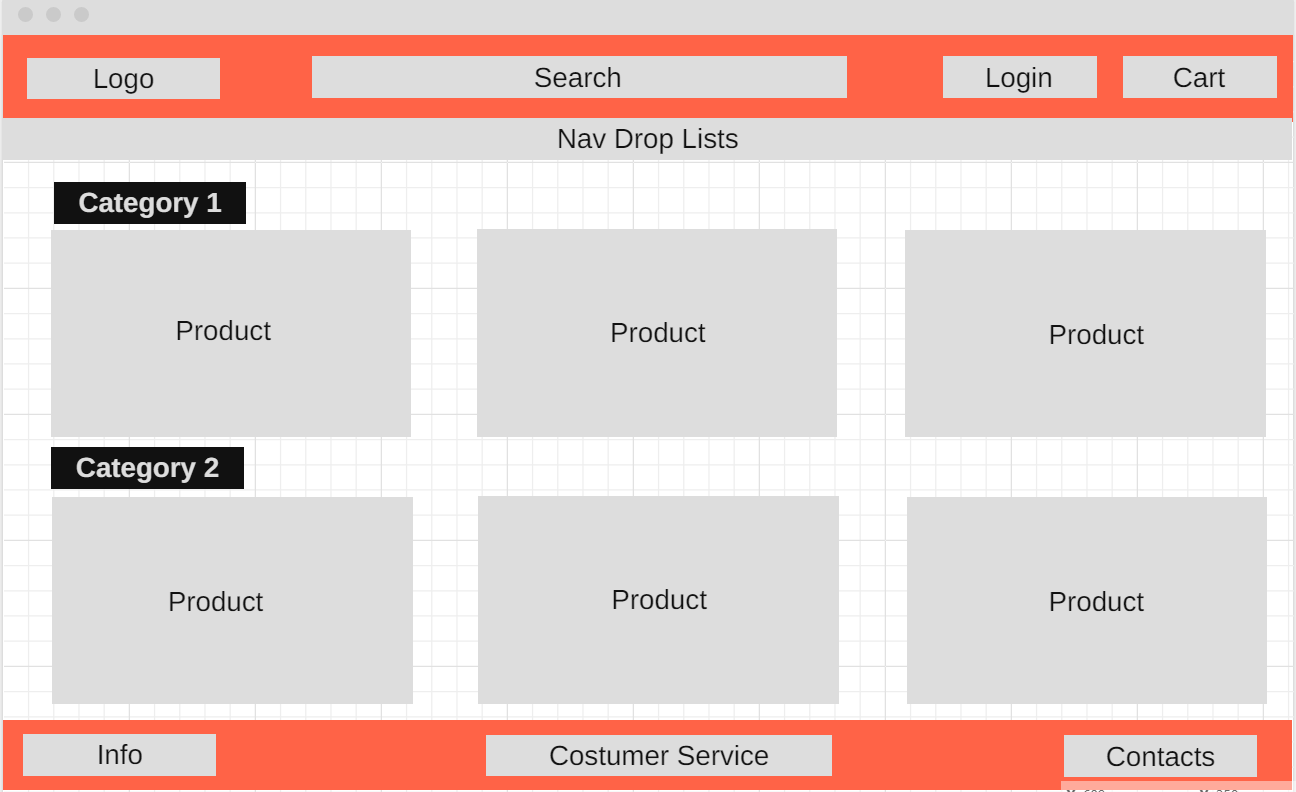 Logo
Search
Login
Cart
Nav Drop Lists
Category 1
Product
Product
Product
Category 2
Product
Product
Product
Info
Costumer Service
Contacts